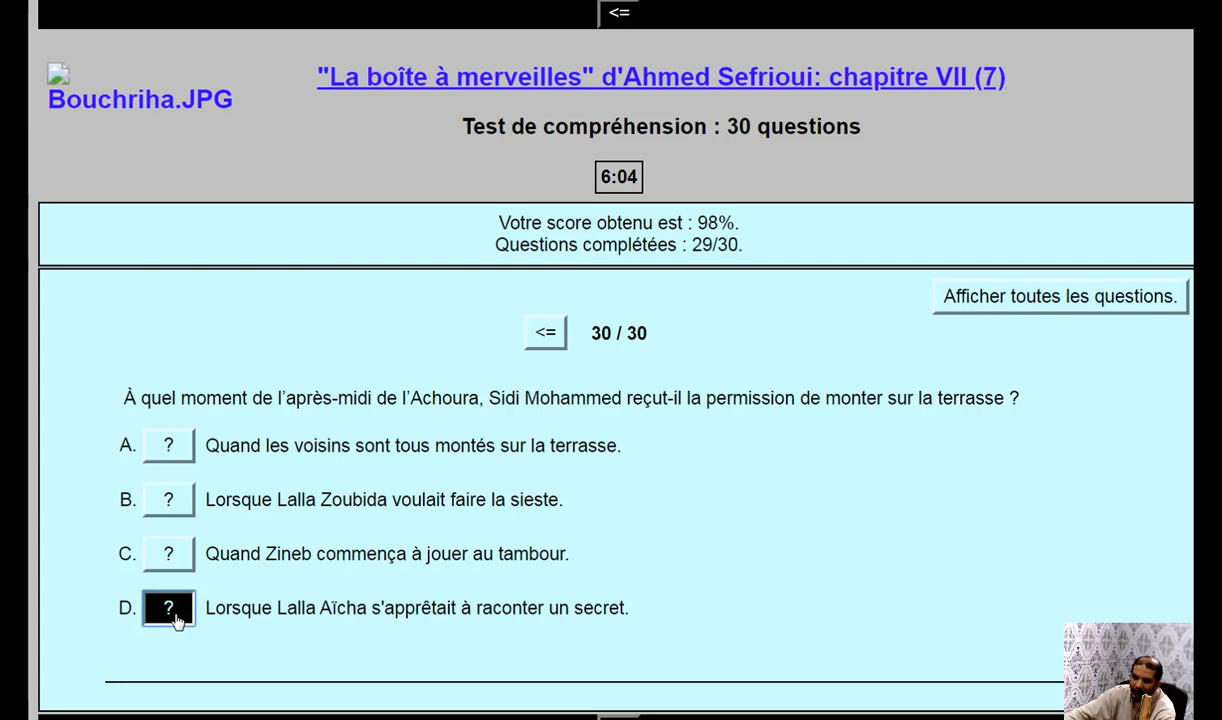 <=
Bouchriha.JPG
"La boîte à merveilles" d'Ahmed Sefrioui: chapitre VII (7)
Test de compréhension : 30 questions
6:04
Votre score obtenu est : 98%.
Questions complétées : 29/30.
Afficher toutes les questions.
<= 30 / 30
À quel moment de l'après-midi de l'Achoura, Sidi Mohammed reçut-il la permission de monter sur la terrasse ?
A. ? Quand les voisins sont tous montés sur la terrasse.
B. ? Lorsque Lalla Zoubida voulait faire la sieste.
C. ? Quand Zineb commença à jouer au tambour.
D. ? Lorsque Lalla Aïcha s'apprêtait à raconter un secret.